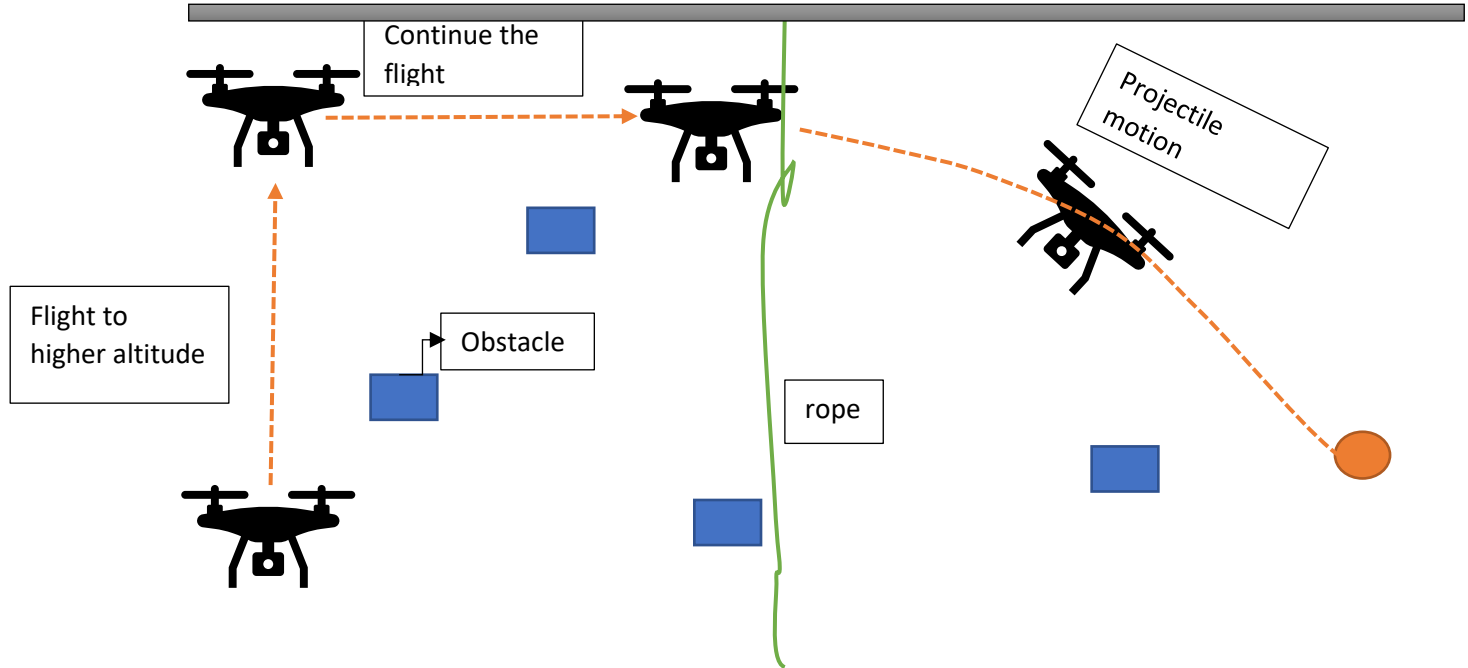 Continue the
flight
Projectile
motion
Flight to
higher altitude
Obstacle
rope